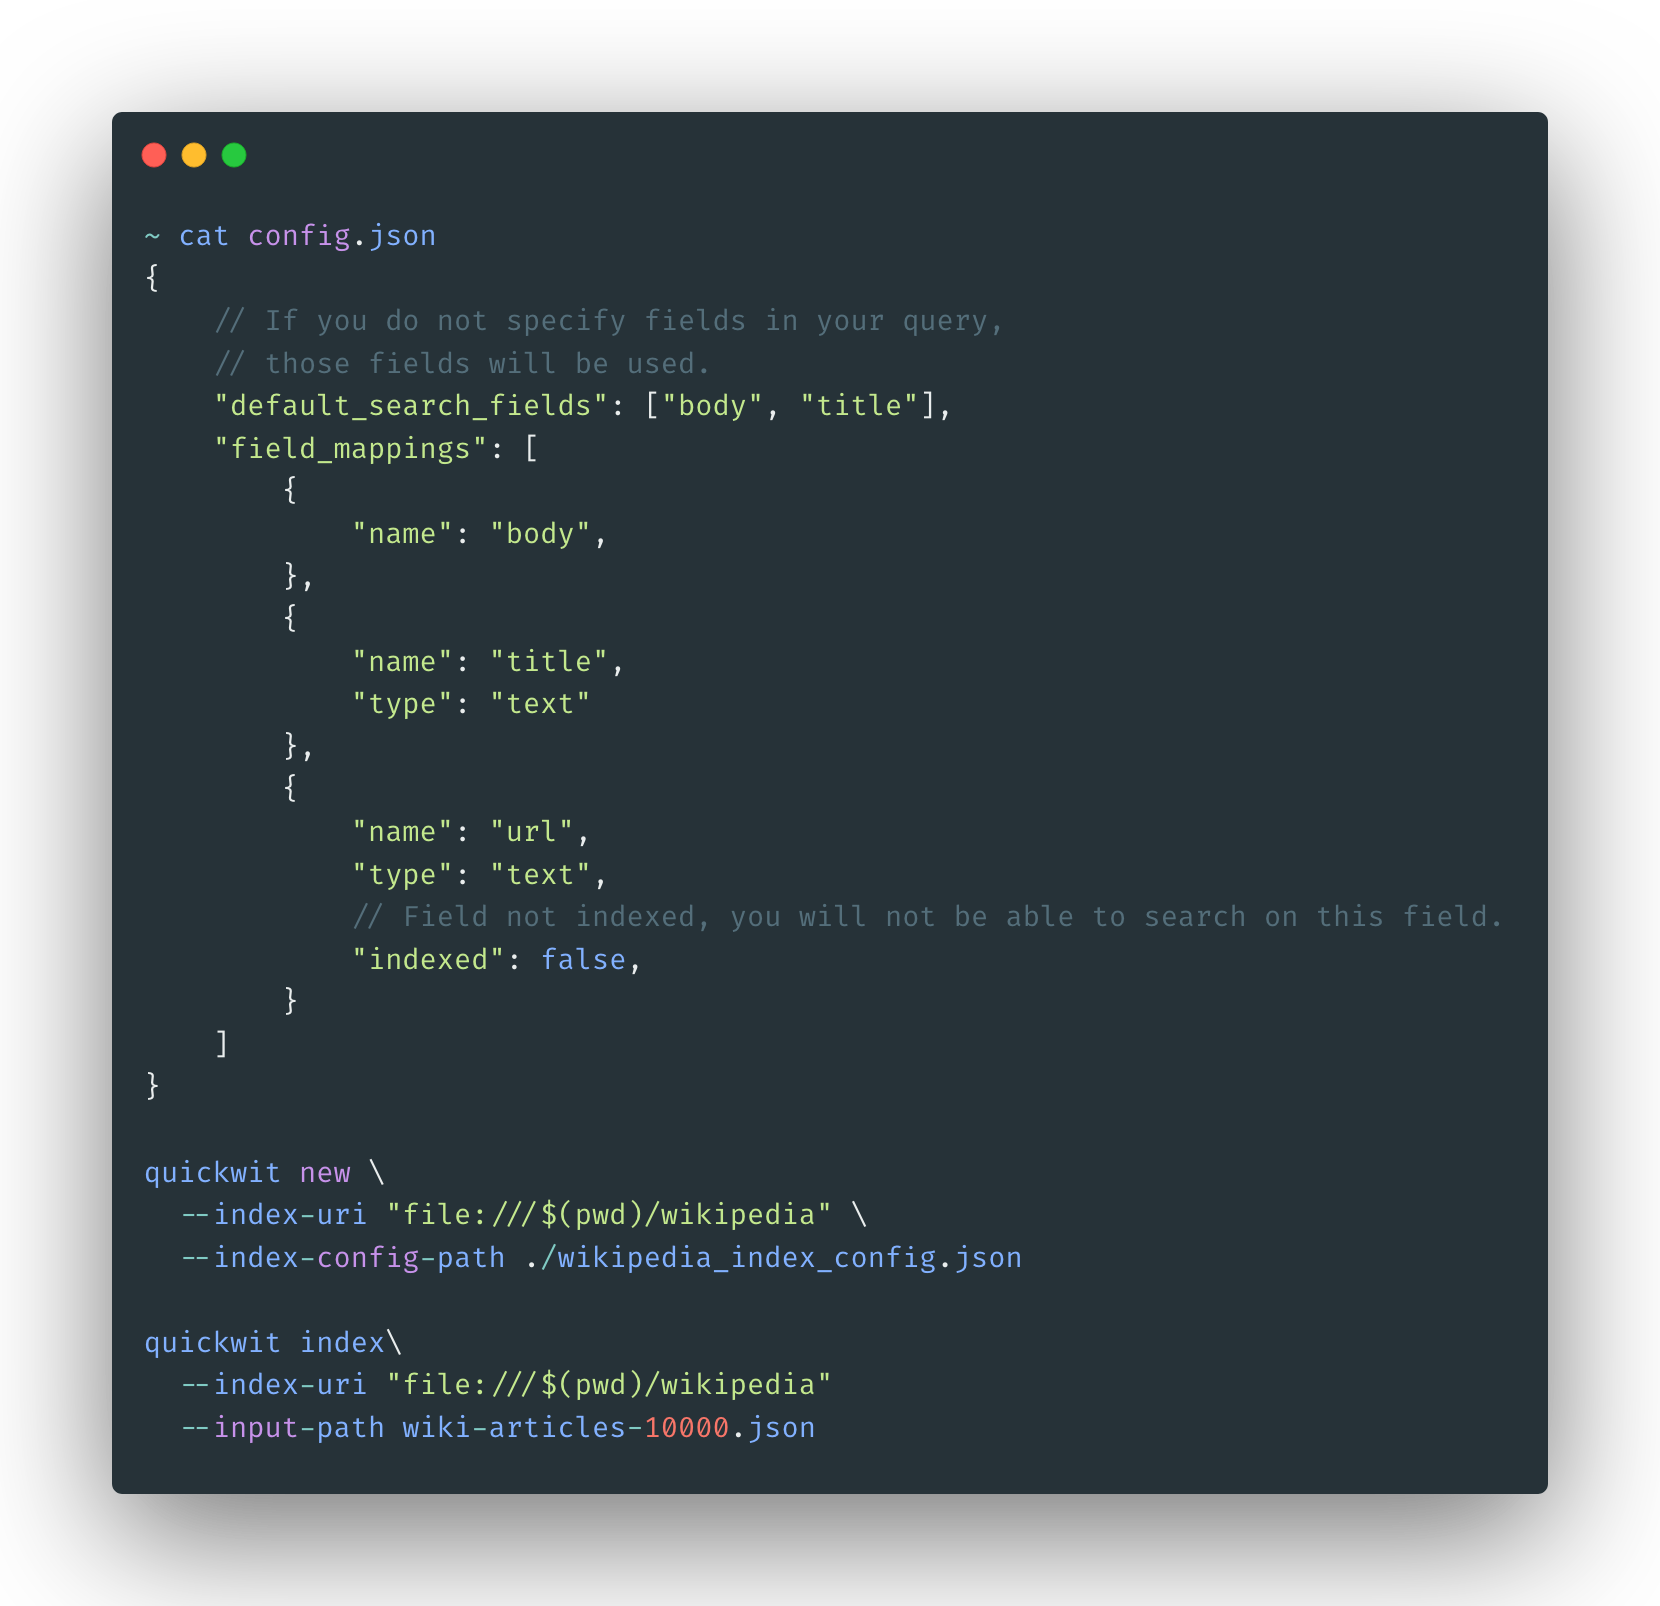 ~ cat config.json
{
    // If you do not specify fields in your query,
    // those fields will be used.
    "default_search_fields": ["body", "title"],
    "field_mappings": [
        {
            "name": "body",
        },
        {
            "name": "title",
            "type": "text"
        },
        {
            "name": "url",
            "type": "text",
            // Field not indexed, you will not be able to search on this field.
            "indexed": false,
        }
    ]
}

quickwit new \
  --index-uri "file:///$(pwd)/wikipedia" \
  --index-config-path ./wikipedia_index_config.json

quickwit index\
  --index-uri "file:///$(pwd)/wikipedia"
  --input-path wiki-articles-10000.json